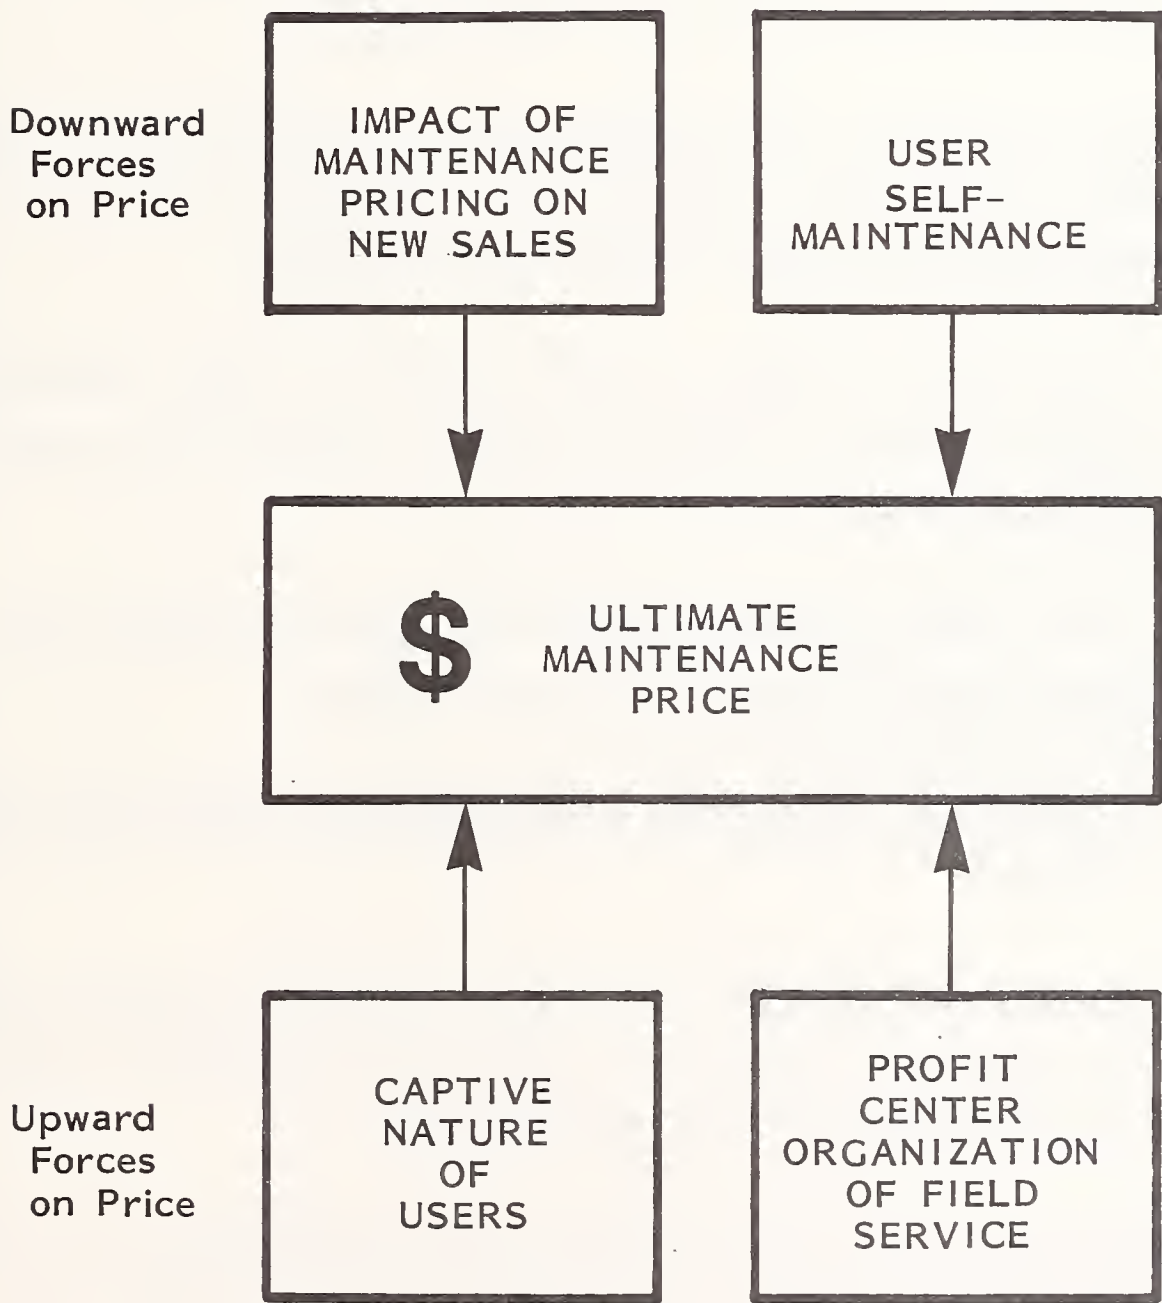 Downward
Forces
on Price
IMPACT OF
MAINTENANCE
PRICING ON
NEW SALES
USER
SELF-
MAINTENANCE
$
ULTIMATE
MAINTENANCE
PRICE
Upward
Forces
on Price
CAPTIVE
NATURE
OF
USERS
PROFIT
CENTER
ORGANIZATION
OF FIELD
SERVICE